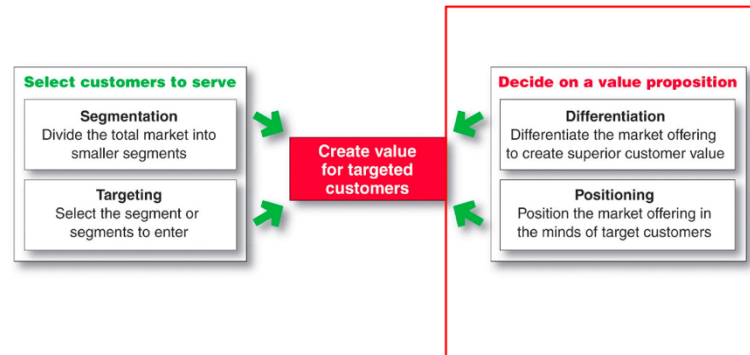 Select customers to serve
Segmentation
Divide the total market into
smaller segments
Targeting
Select the segment or
segments to enter
Create value
for targeted
customers
Decide on a value proposition
Differentiation
Differentiate the market offering
to create superior customer value
Positioning
Position the market offering in
the minds of target customers